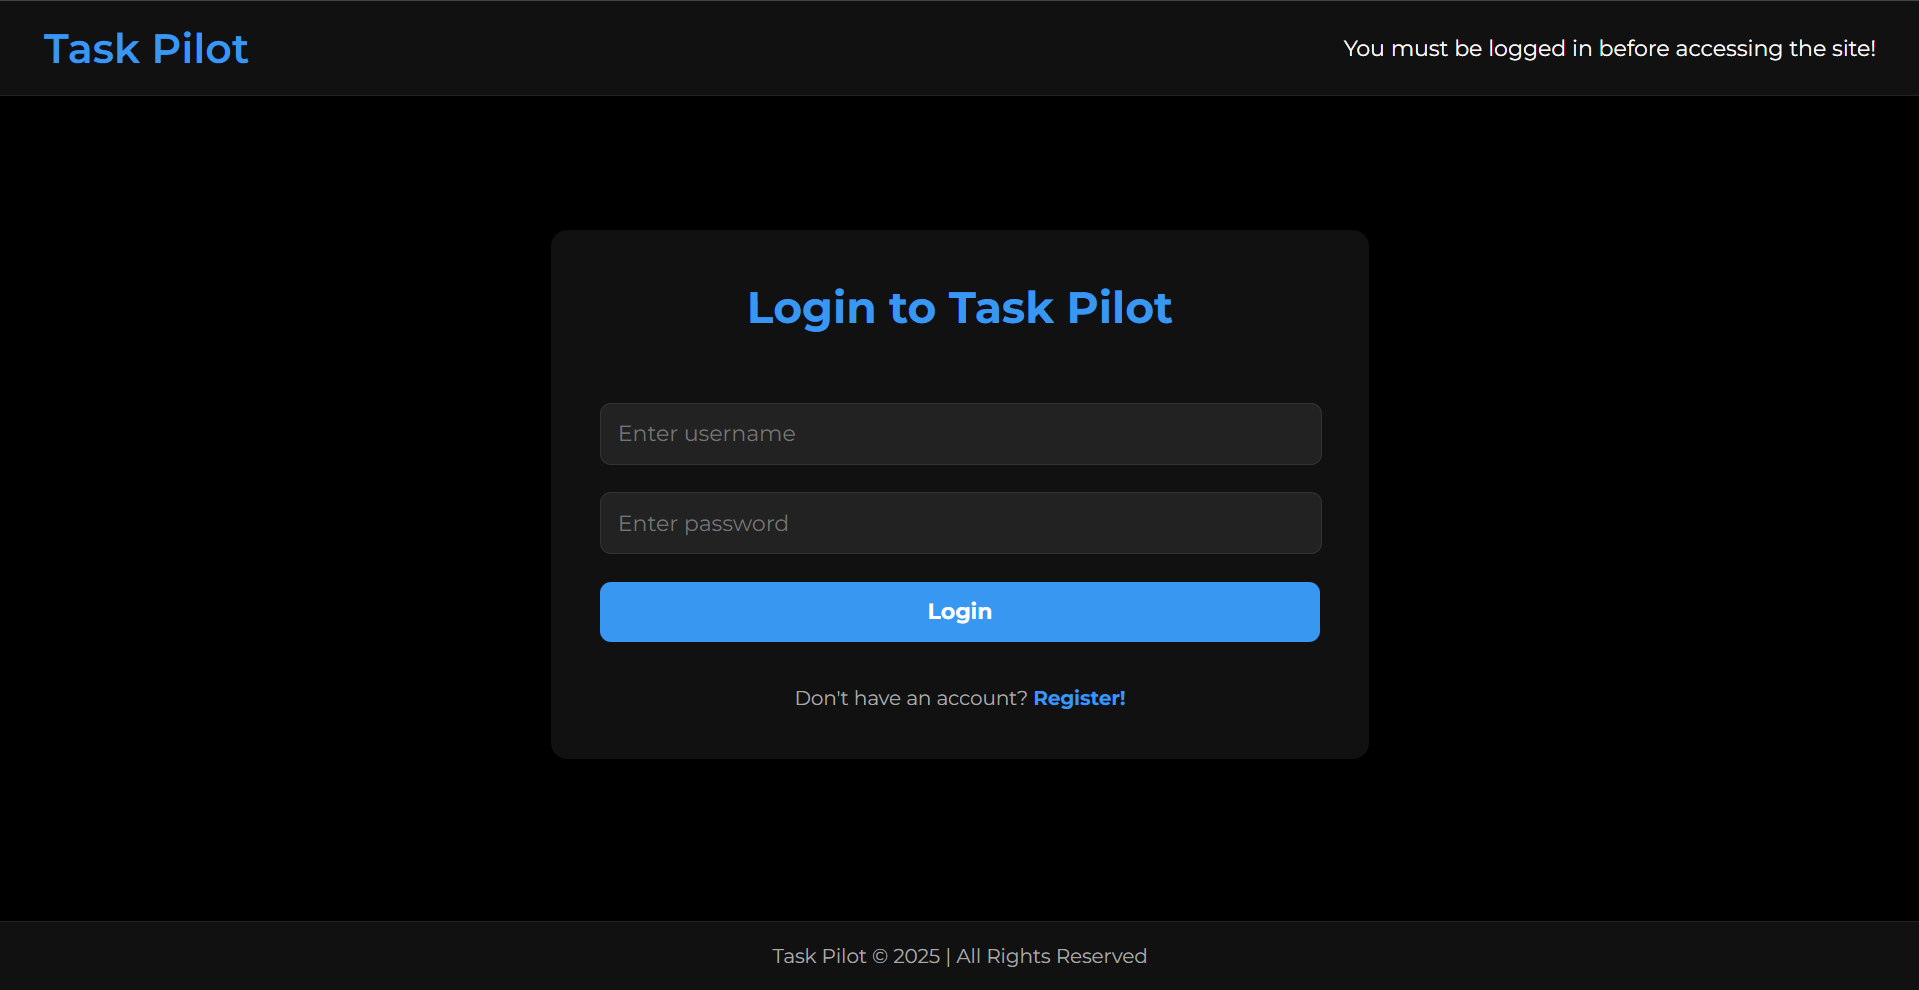 Task Pilot
You must be logged in before accessing the site!
Login to Task Pilot
Enter username
Enter password
Login
Don't have an account? Register!
Task Pilot © 2025 | All Rights Reserved